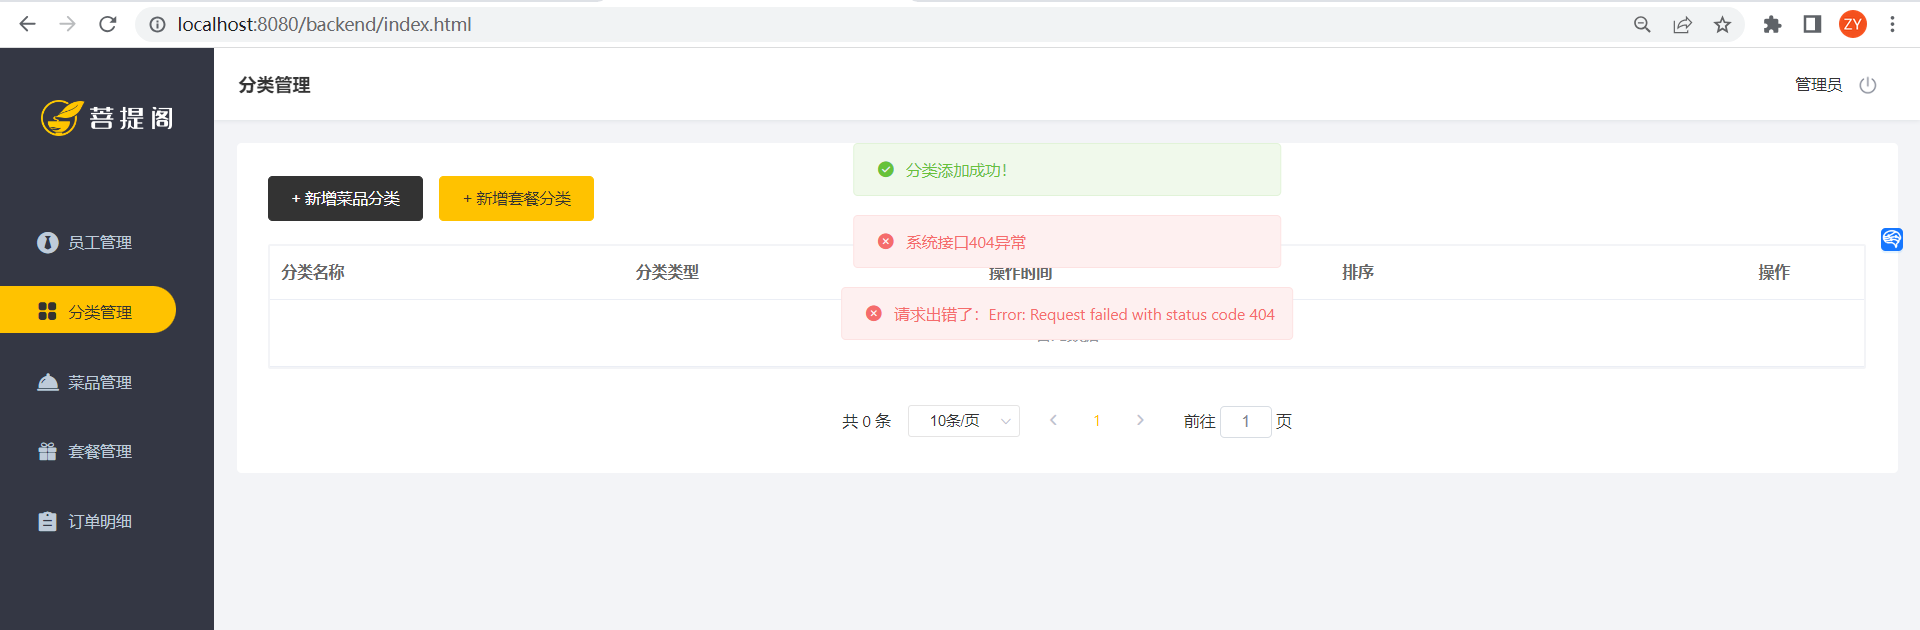 localhost:8080/backend/index.html
ZY
菩提阁
分类管理
管理员
员工管理
分类管理
菜品管理
套餐管理
订单明细
+ 新增菜品分类
+ 新增套餐分类
分类添加成功!
系统接口404异常
分类名称
分类类型
操作时间
排序
操作
请求出错了：Error: Request failed with status code 404
共 0 条
10条/页
1
前往 1 页